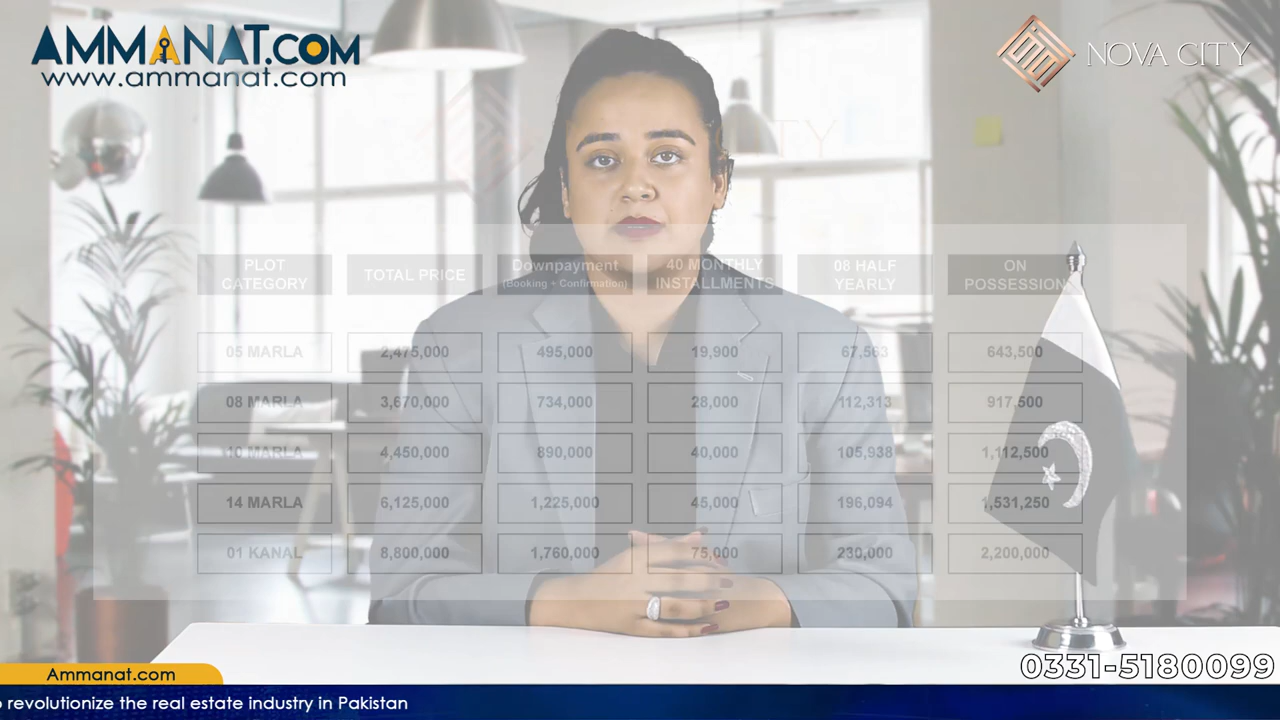 AMMANAT.COM
www.ammanat.com
NOVA CITY
PLOT CATEGORY
TOTAL PRICE
Downpayment
(Booking + Confirmation)
40 MONTHLY INSTALLMENTS
08 HALF YEARLY
ON POSSESSION
05 MARLA 2,475,000 495,000 19,900 67,563 643,500
08 MARLA 3,670,000 734,000 28,000 112,313 917,500
10 MARLA 4,450,000 890,000 40,000 105,938 1,112,500
14 MARLA 6,125,000 1,225,000 45,000 196,094 1,531,250
01 KANAL 8,800,000 1,760,000 75,000 230,000 2,200,000
0331-5180099
Ammanat.com
revolutionize the real estate industry in Pakistan